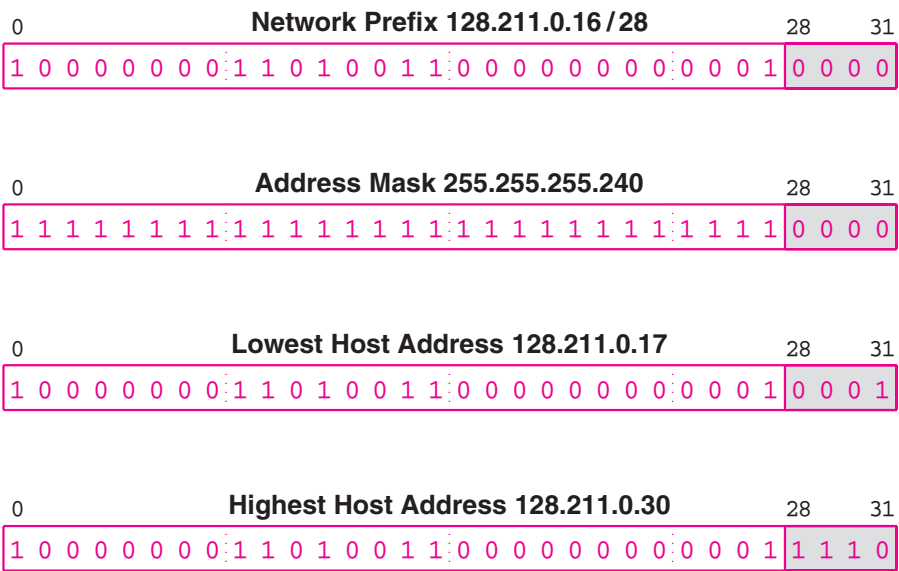 Network Prefix 128.211.0.16 / 28
0 28 31
1 0 0 0 0 0 0 0 1 1 0 1 0 0 1 1 0 0 0 0 0 0 0 0 0 0 0 1 0 0 0 0
Address Mask 255.255.255.240
0 28 31
1 1 1 1 1 1 1 1 1 1 1 1 1 1 1 1 1 1 1 1 1 1 1 1 1 1 1 1 0 0 0 0
Lowest Host Address 128.211.0.17
0 28 31
1 0 0 0 0 0 0 0 1 1 0 1 0 0 1 1 0 0 0 0 0 0 0 0 0 0 0 1 0 0 0 1
Highest Host Address 128.211.0.30
0 28 31
1 0 0 0 0 0 0 0 1 1 0 1 0 0 1 1 0 0 0 0 0 0 0 0 0 0 0 1 1 1 1 0